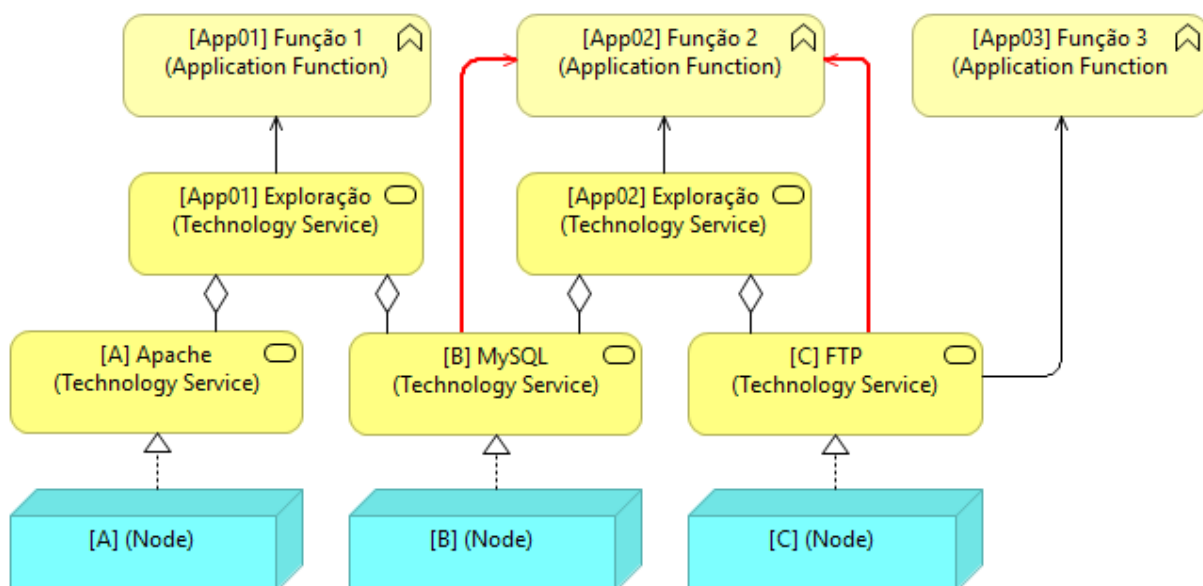 [App01] Função 1
(Application Function)
[App02] Função 2
(Application Function)
[App03] Função 3
(Application Function
[App01] Exploração
(Technology Service)
[App02] Exploração
(Technology Service)
[A] Apache
(Technology Service)
[B] MySQL
(Technology Service)
[C] FTP
(Technology Service)
[A] (Node)
[B] (Node)
[C] (Node)